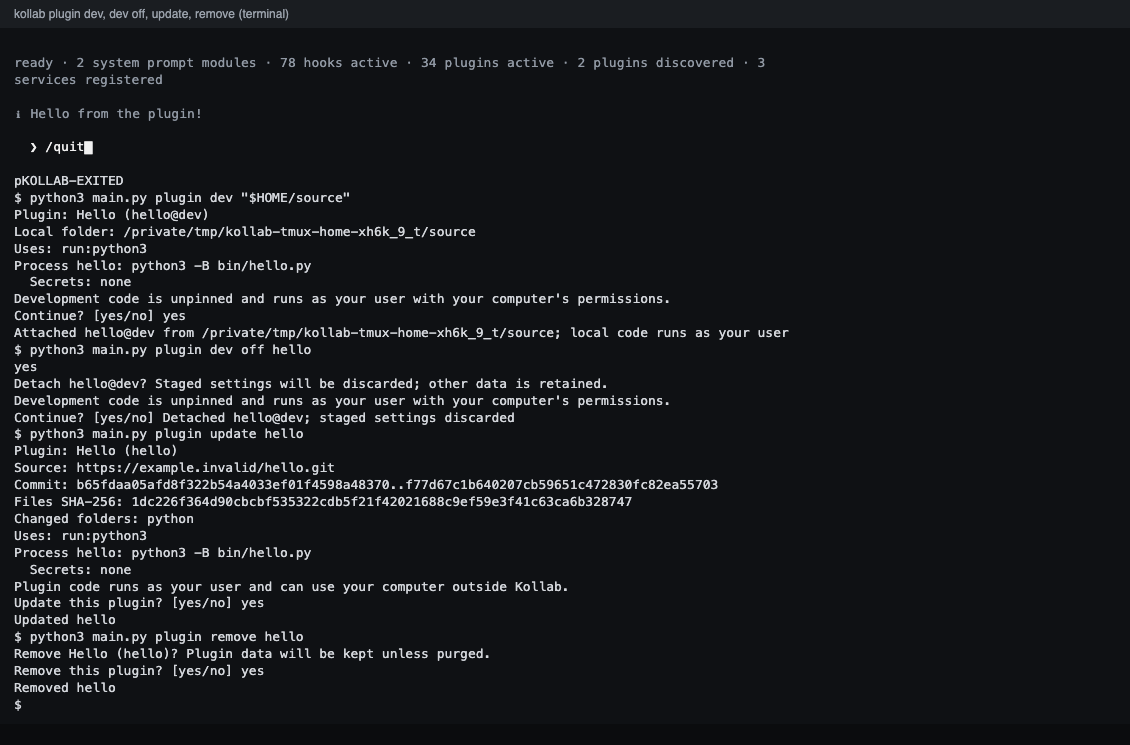 kollab plugin dev, dev off, update, remove (terminal)
ready · 2 system prompt modules · 78 hooks active · 34 plugins active · 2 plugins discovered · 3
services registered
ℹ Hello from the plugin!
❯ /quit
pKOLLAB-EXITED
$ python3 main.py plugin dev "$HOME/source"
Plugin: Hello (hello@dev)
Local folder: /private/tmp/kollab-tmux-home-xh6k_9_t/source
Uses: run:python3
Process hello: python3 -B bin/hello.py
  Secrets: none
Development code is unpinned and runs as your user with your computer's permissions.
Continue? [yes/no] yes
Attached hello@dev from /private/tmp/kollab-tmux-home-xh6k_9_t/source; local code runs as your user
$ python3 main.py plugin dev off hello
yes
Detach hello@dev? Staged settings will be discarded; other data is retained.
Development code is unpinned and runs as your user with your computer's permissions.
Continue? [yes/no] Detached hello@dev; staged settings discarded
$ python3 main.py plugin update hello
Plugin: Hello (hello)
Source: https://example.invalid/hello.git
Commit: b65fdaa05afd8f322b54a4033ef01f4598a48370..f77d67c1b640207cb59651c472830fc82ea55703
Files SHA-256: 1dc226f364d90cbcbf535322cdb5f21f42021688c9ef59e3f41c63ca6b328747
Changed folders: python
Uses: run:python3
Process hello: python3 -B bin/hello.py
  Secrets: none
Plugin code runs as your user and can use your computer outside Kollab.
Update this plugin? [yes/no] yes
Updated hello
$ python3 main.py plugin remove hello
Remove Hello (hello)? Plugin data will be kept unless purged.
Remove this plugin? [yes/no] yes
Removed hello
$